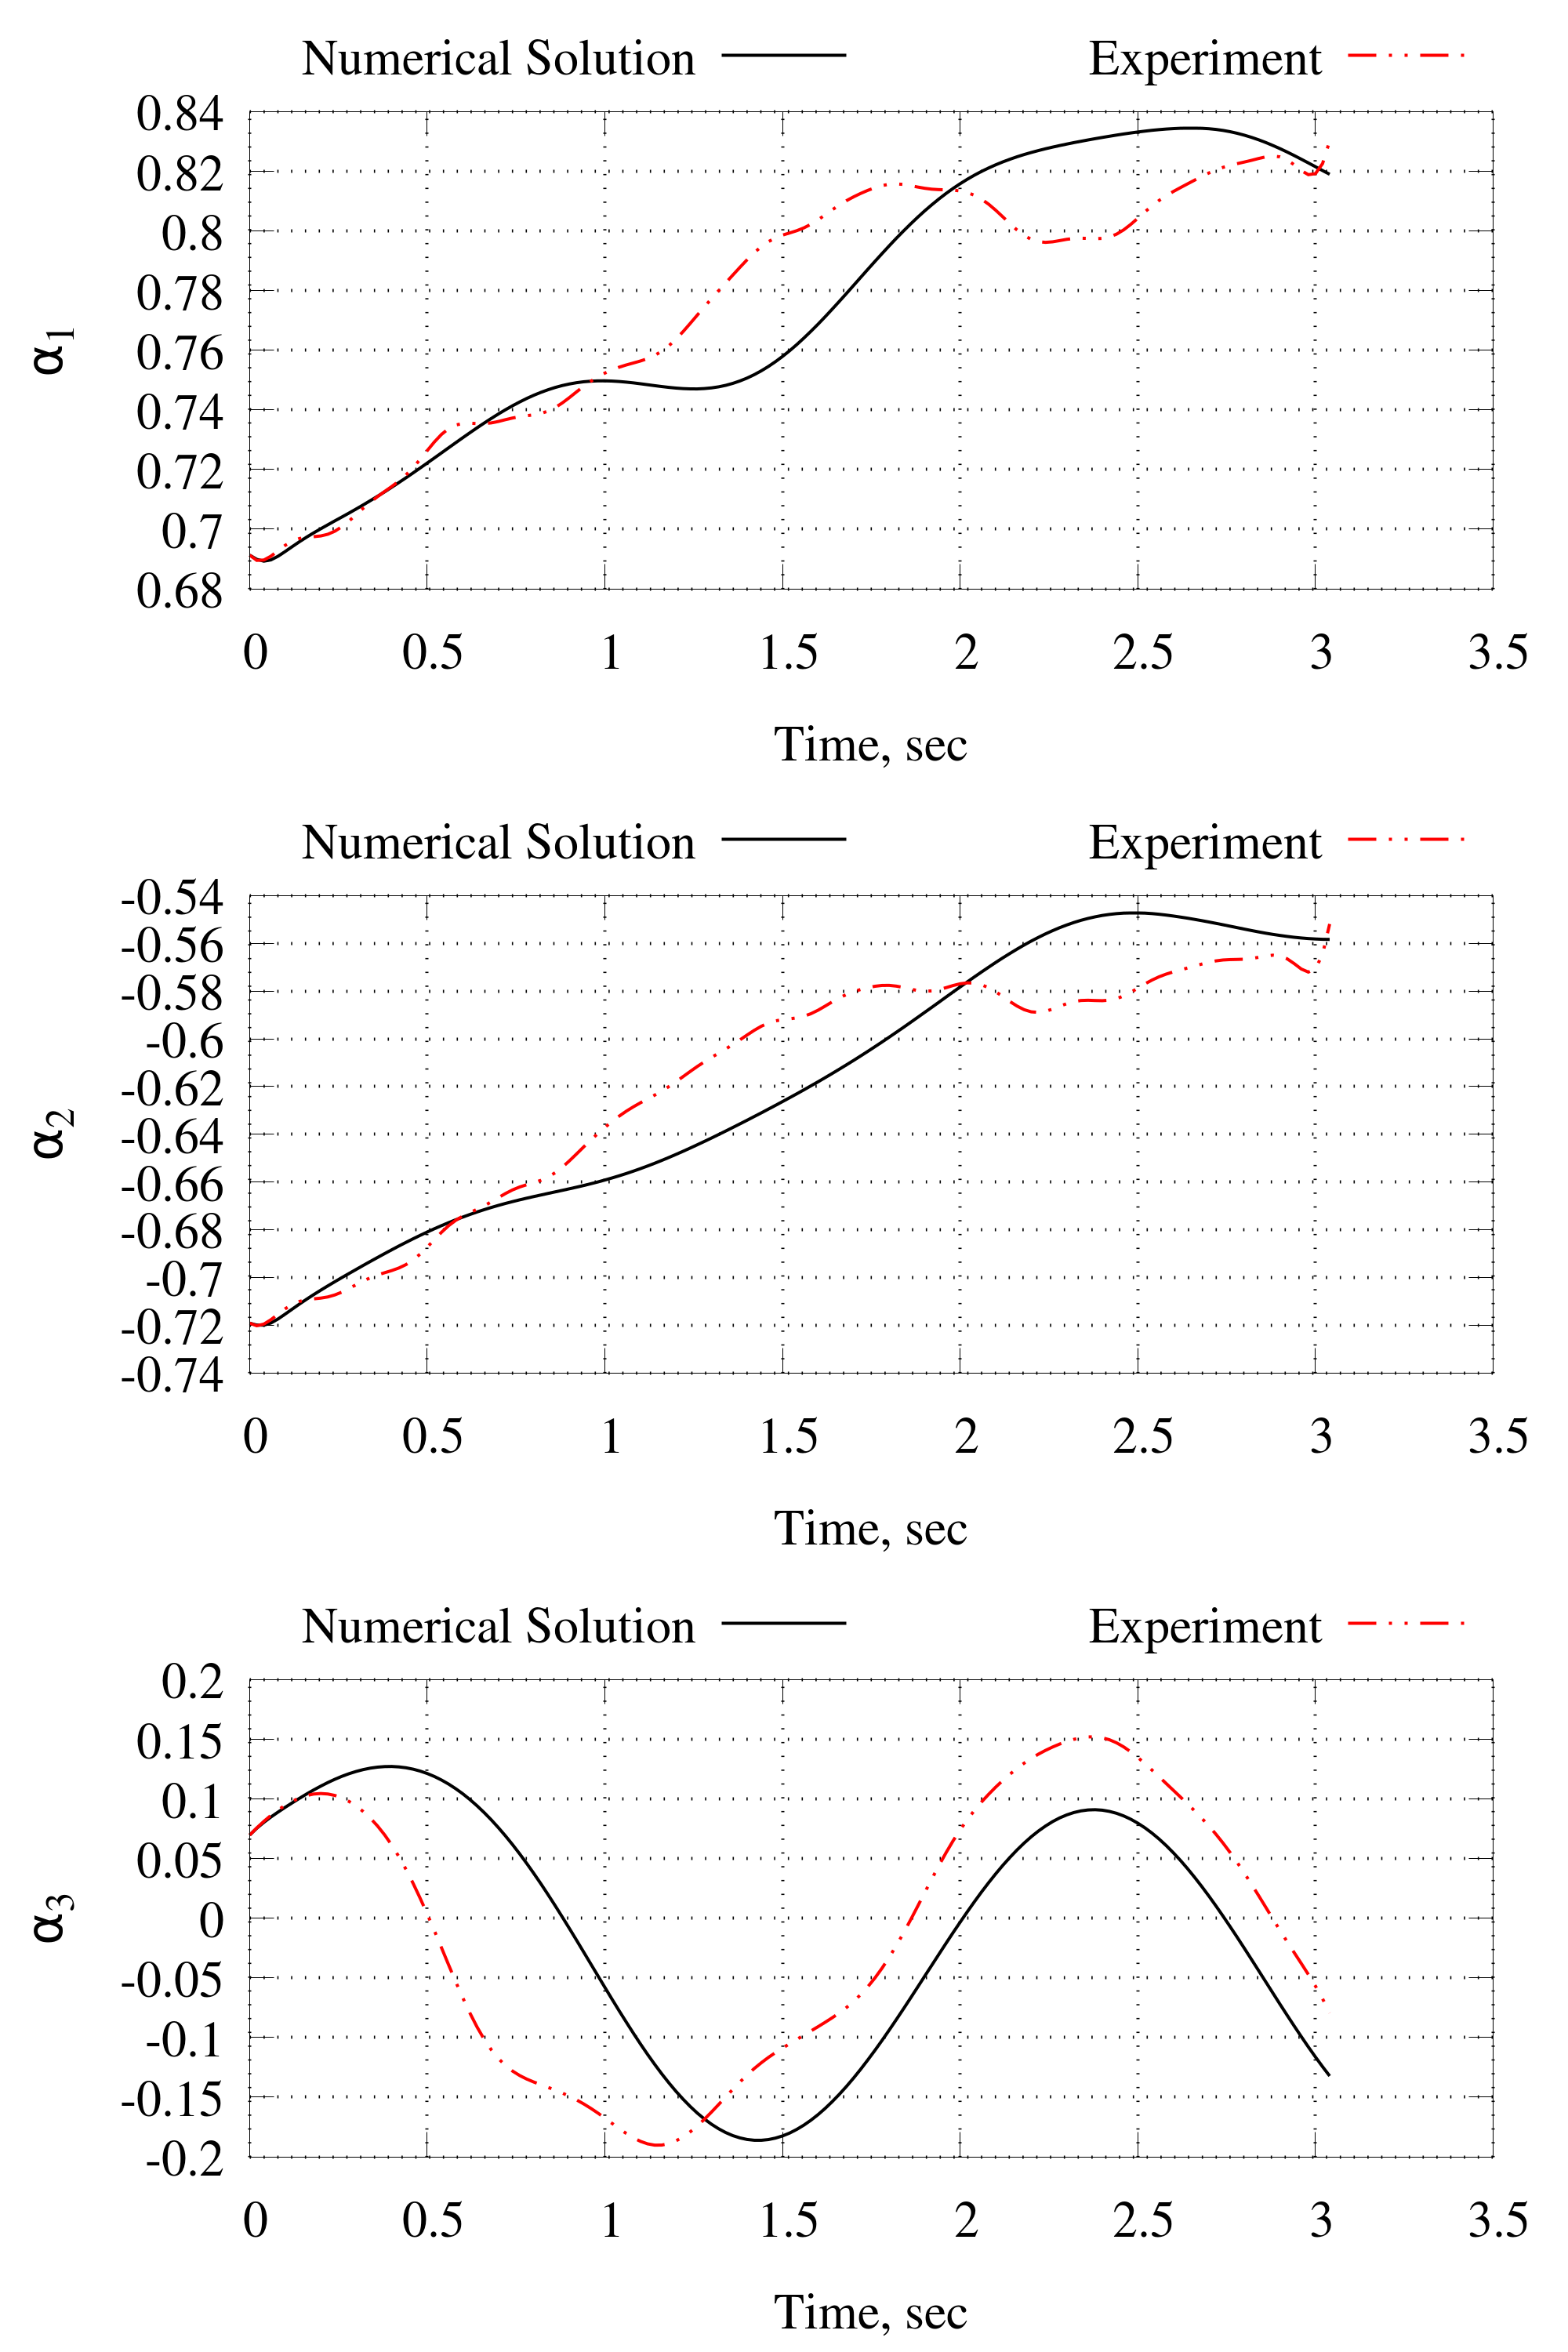 Numerical Solution Experiment
0.84
0.82
0.8
0.78
0.76
0.74
0.72
0.7
0.68
α1
0 0.5 1 1.5 2 2.5 3 3.5
Time, sec
Numerical Solution Experiment
-0.54
-0.56
-0.58
-0.6
-0.62
-0.64
-0.66
-0.68
-0.7
-0.72
-0.74
α2
0 0.5 1 1.5 2 2.5 3 3.5
Time, sec
Numerical Solution Experiment
0.2
0.15
0.1
0.05
0
-0.05
-0.1
-0.15
-0.2
α3
0 0.5 1 1.5 2 2.5 3 3.5
Time, sec